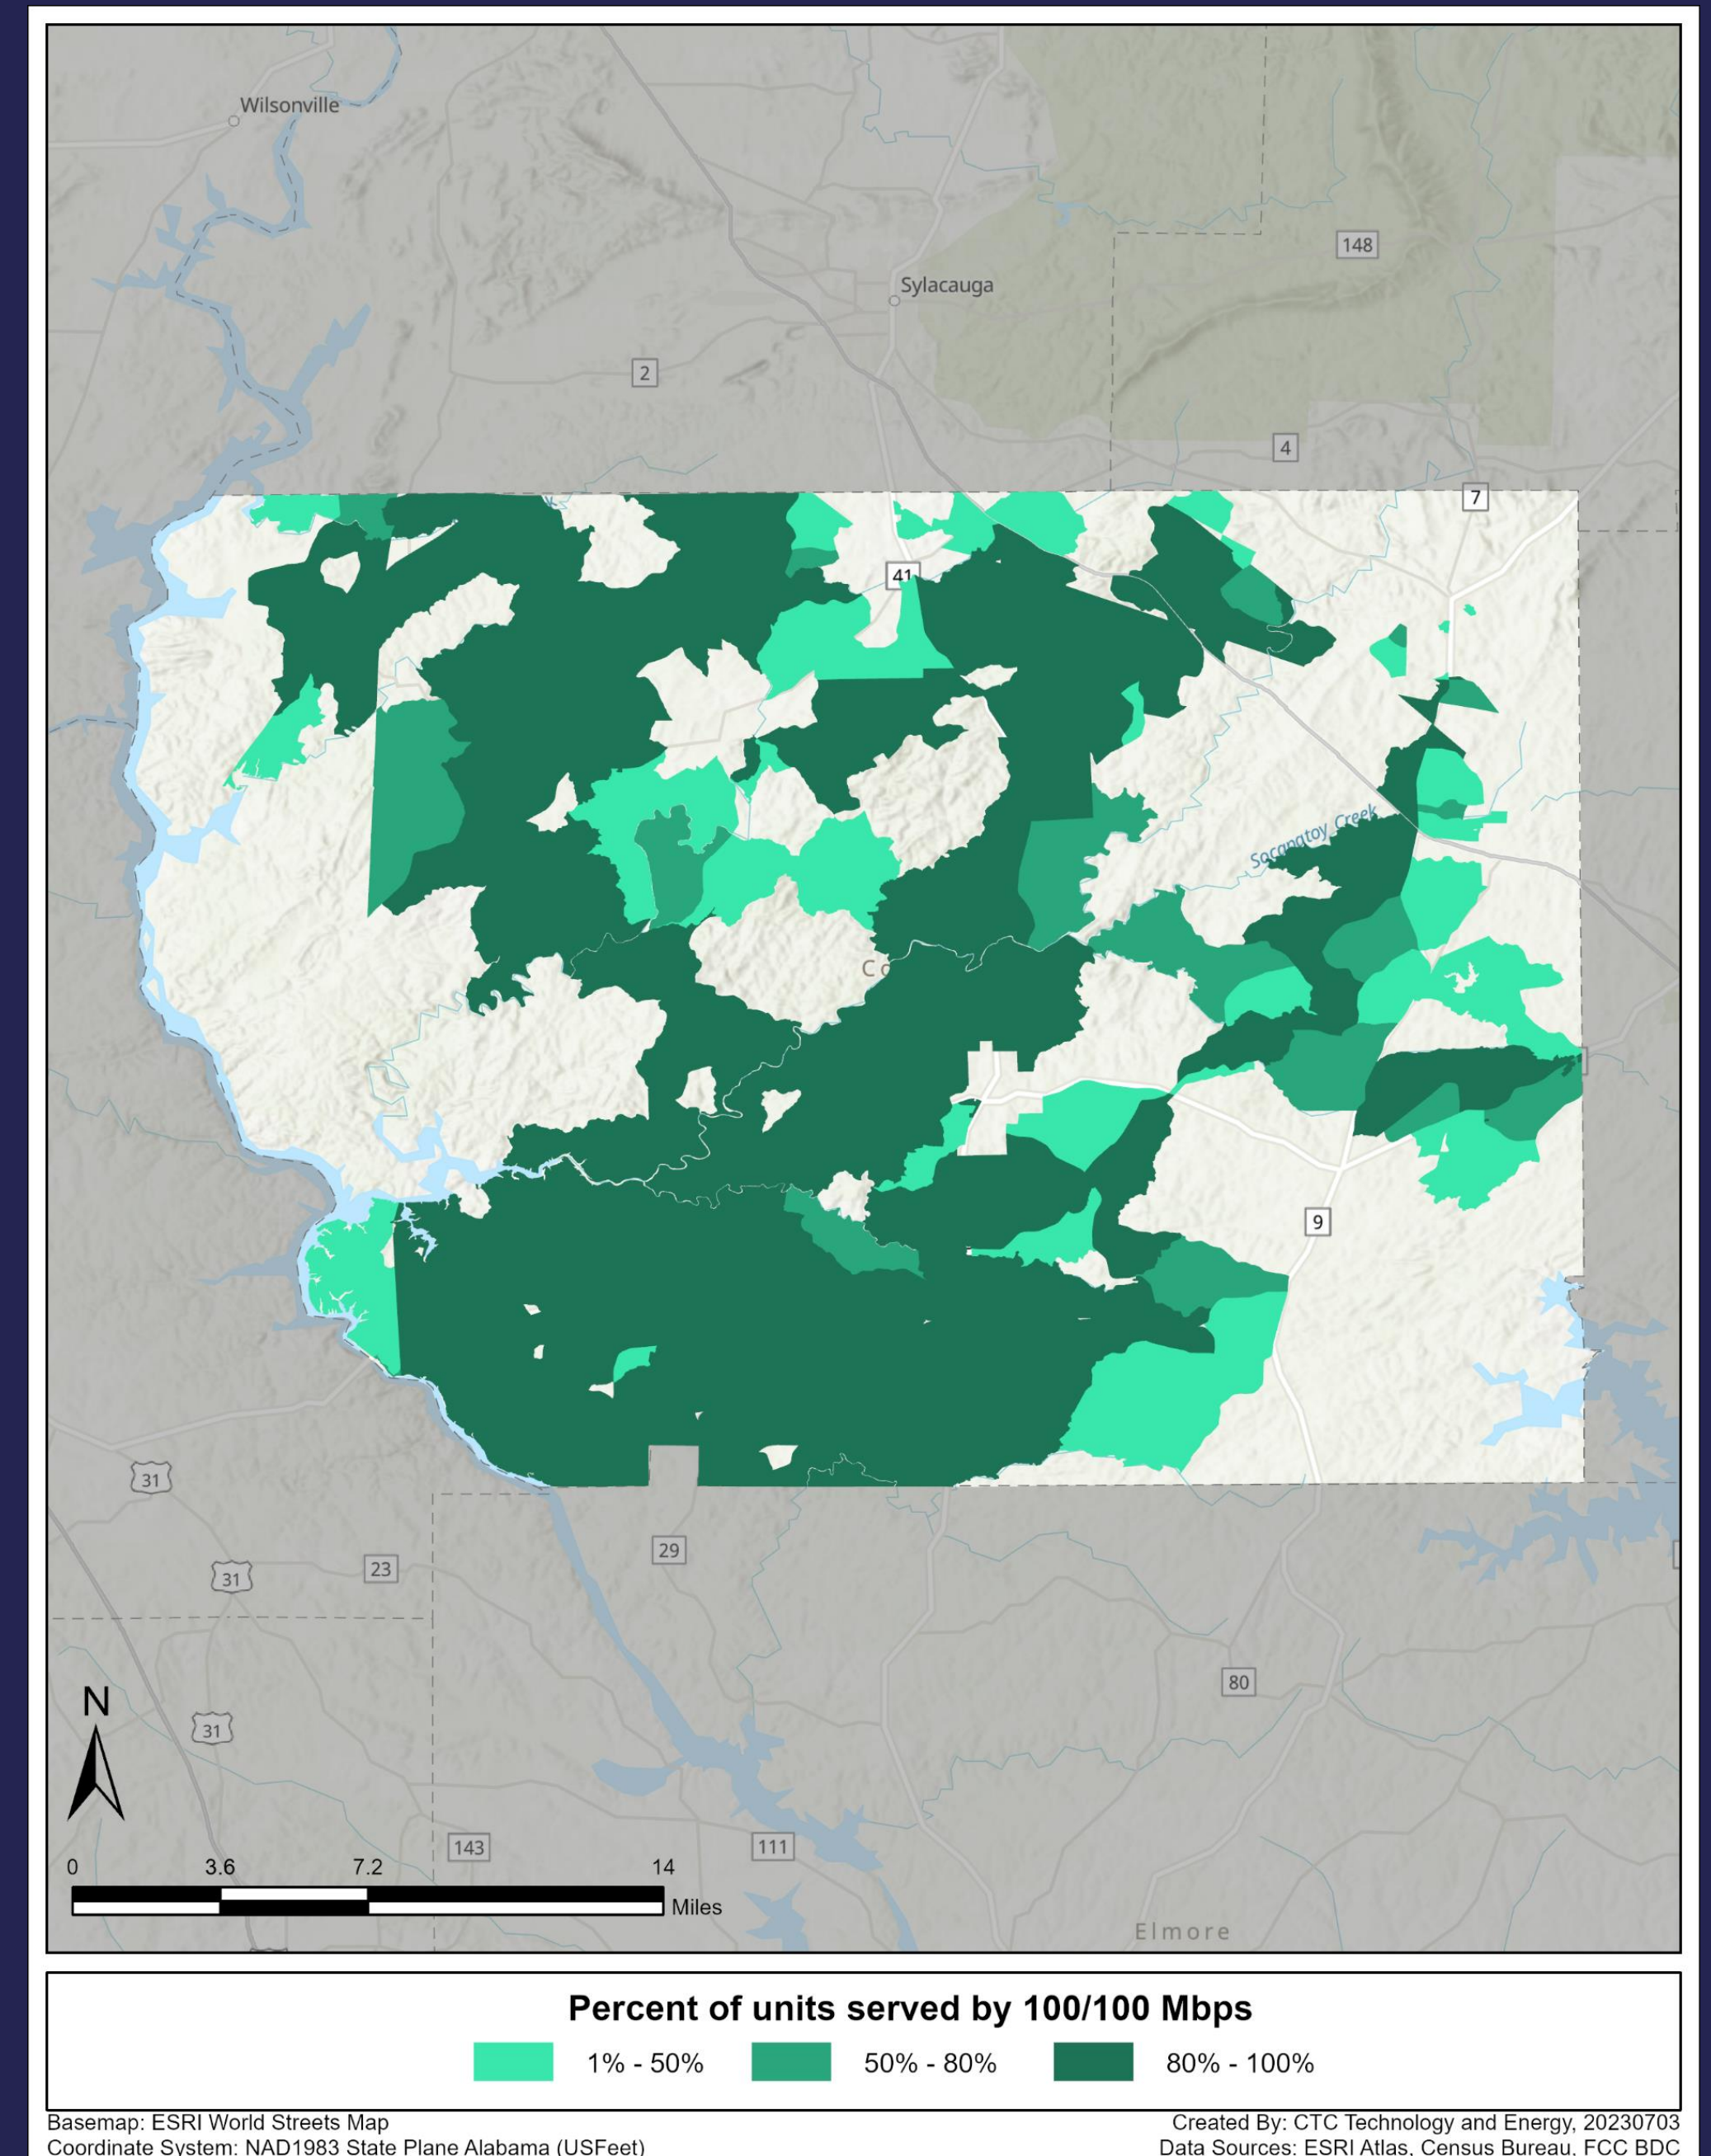 Wilsonville
148
Sylacauga
2
4
7
41
Socapatoy Creek
Co
9
31
29
31
23
80
N
31
143
111
0 3.6 7.2 14
Miles
Elmore
Percent of units served by 100/100 Mbps
1% - 50% 50% - 80% 80% - 100%
Basemap: ESRI World Streets Map
Created By: CTC Technology and Energy, 20230703
Coordinate System: NAD1983 State Plane Alabama (USFeet)
Data Sources: ESRI Atlas, Census Bureau, FCC BDC